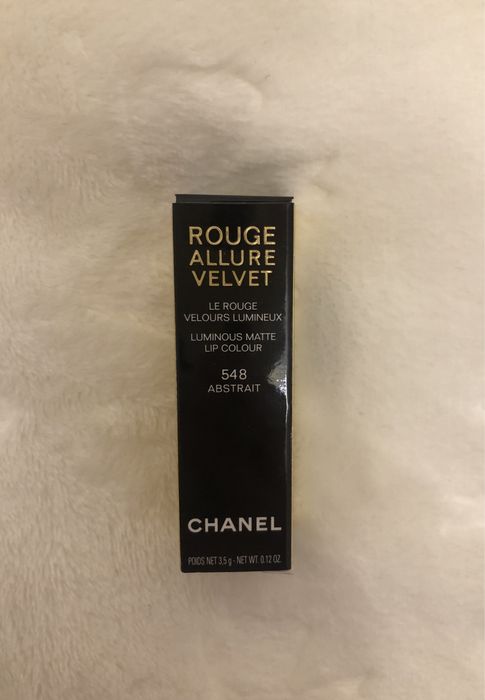 ROUGE
ALLURE
VELVET
LE ROUGE
VELOURS LUMINEUX
LUMINOUS MATTE
LIP COLOUR
548
ABSTRAIT
CHANEL
POIDS NET 3,5 g - NET WT. 0.12 OZ.